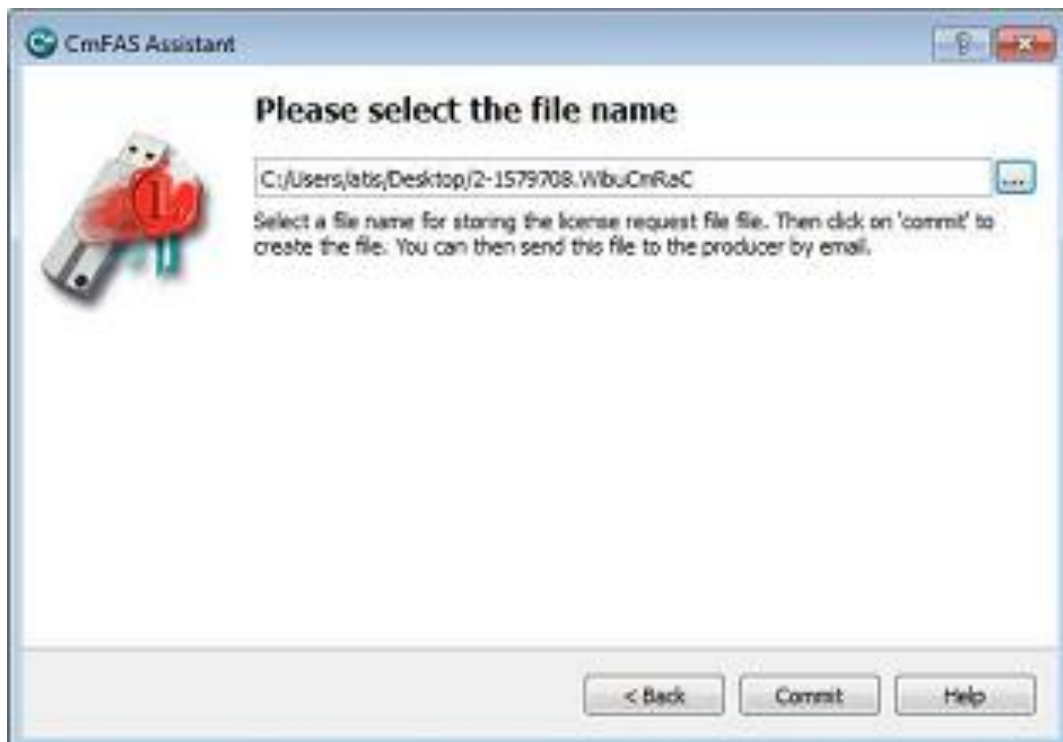 CmFAS Assistant
Please select the file name
C:/Users/atis/Desktop/2-1579708.WibuCmRaC
...
Select a file name for storing the license request file file. Then click on 'commit' to
create the file. You can then send this file to the producer by email.
< Back
Commit
Help